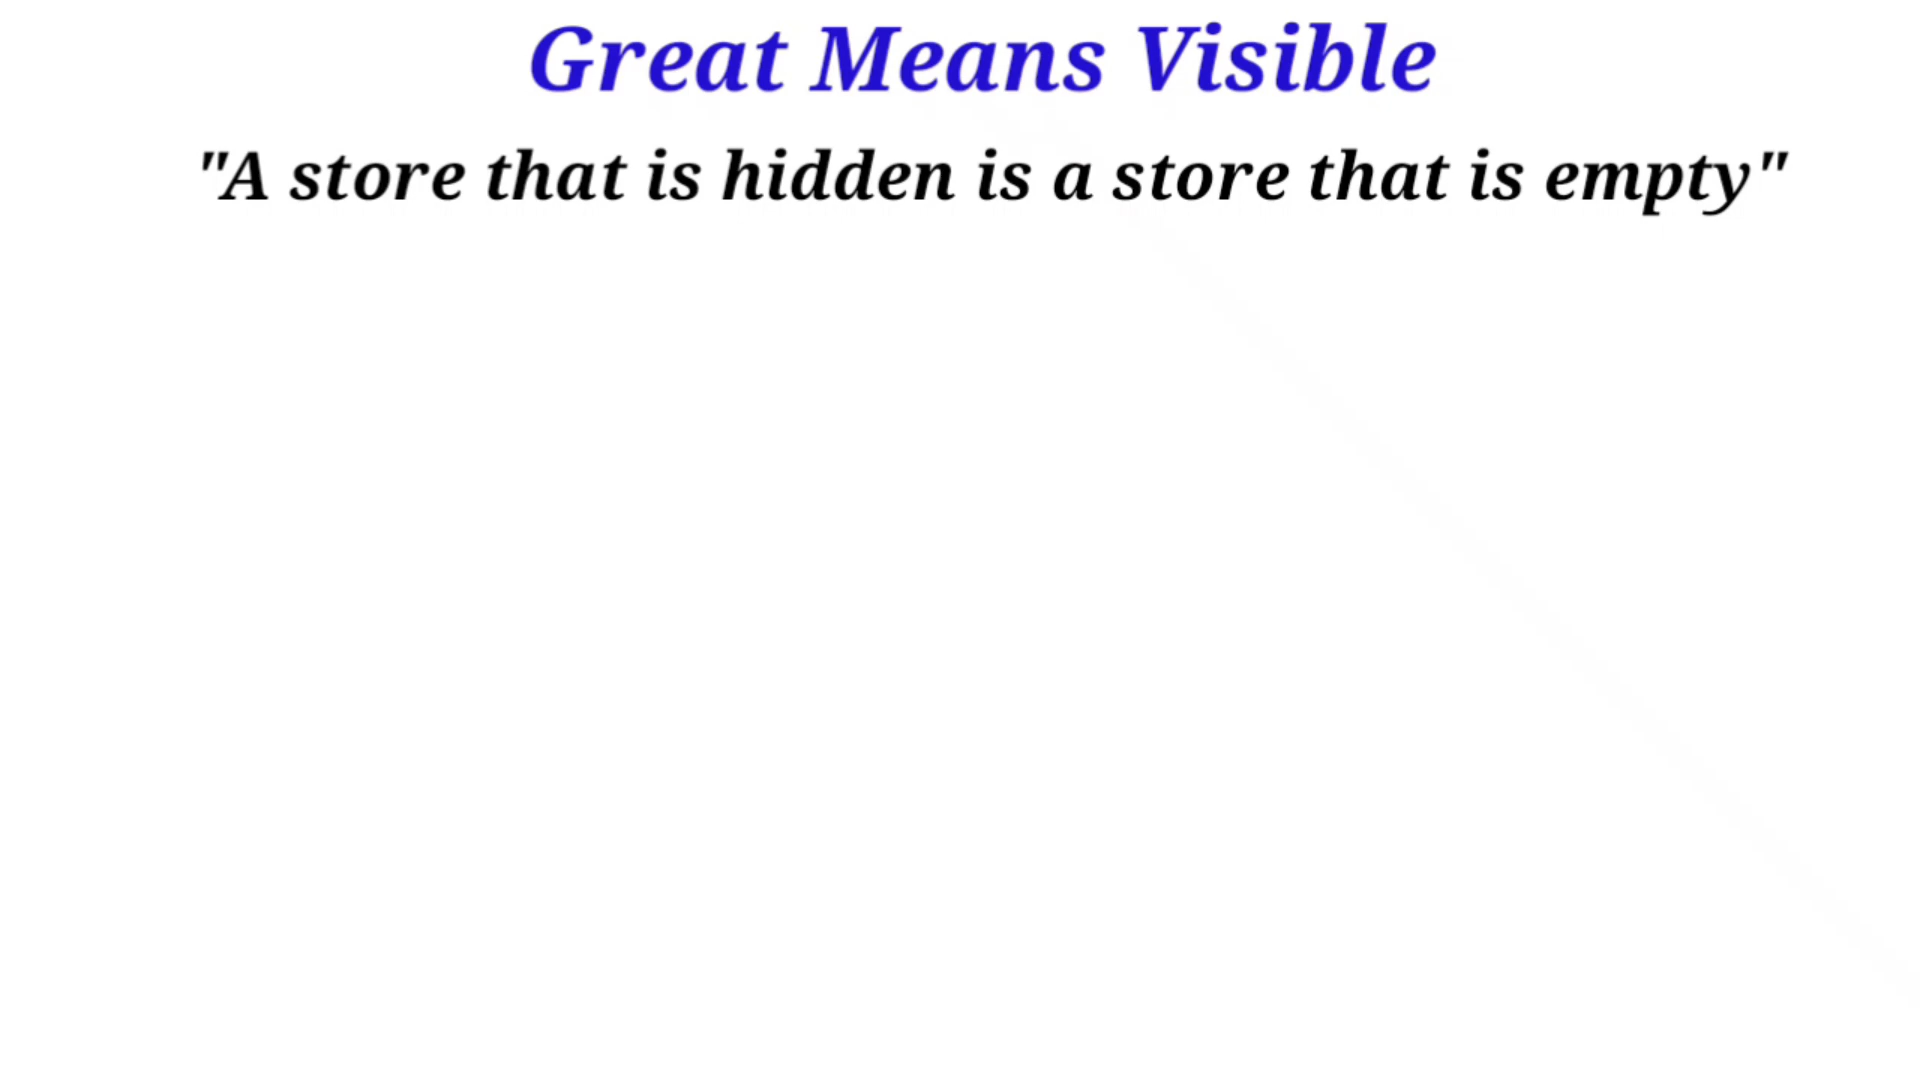 Great Means Visible
"A store that is hidden is a store that is empty"